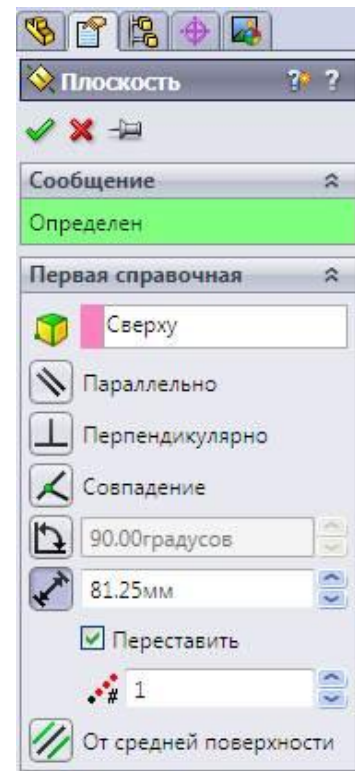 Плоскость ? ?
Сообщение
Определен
Первая справочная
Сверху
Параллельно
Перпендикулярно
Совпадение
90.00градусов
81.25мм
Переставить
# 1
От средней поверхности